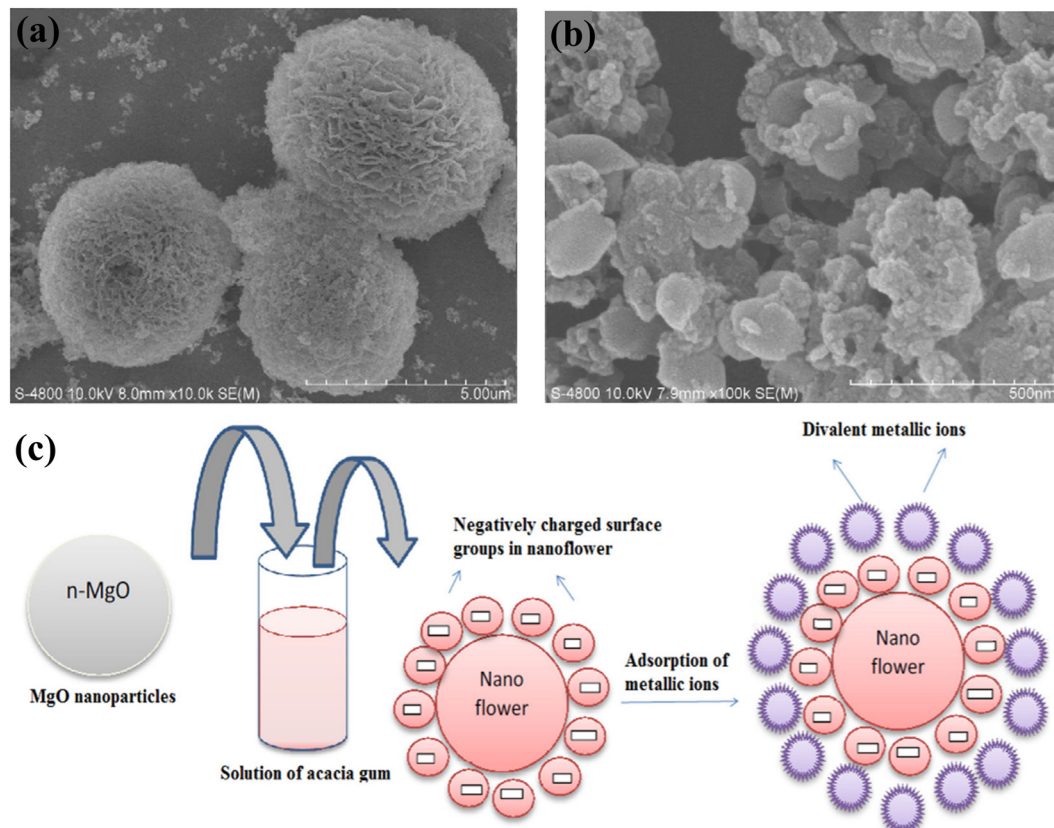 (a)
S-4800 10.0kV 8.0mm x10.0k SE(M)
5.00um
(b)
S-4800 10.0kV 7.9mm x100k SE(M)
500nm
(c)
n-MgO
MgO nanoparticles
Solution of acacia gum
Negatively charged surface
groups in nanoflower
Nano
flower
Adsorption of
metallic ions
Divalent metallic ions
Nano
flower